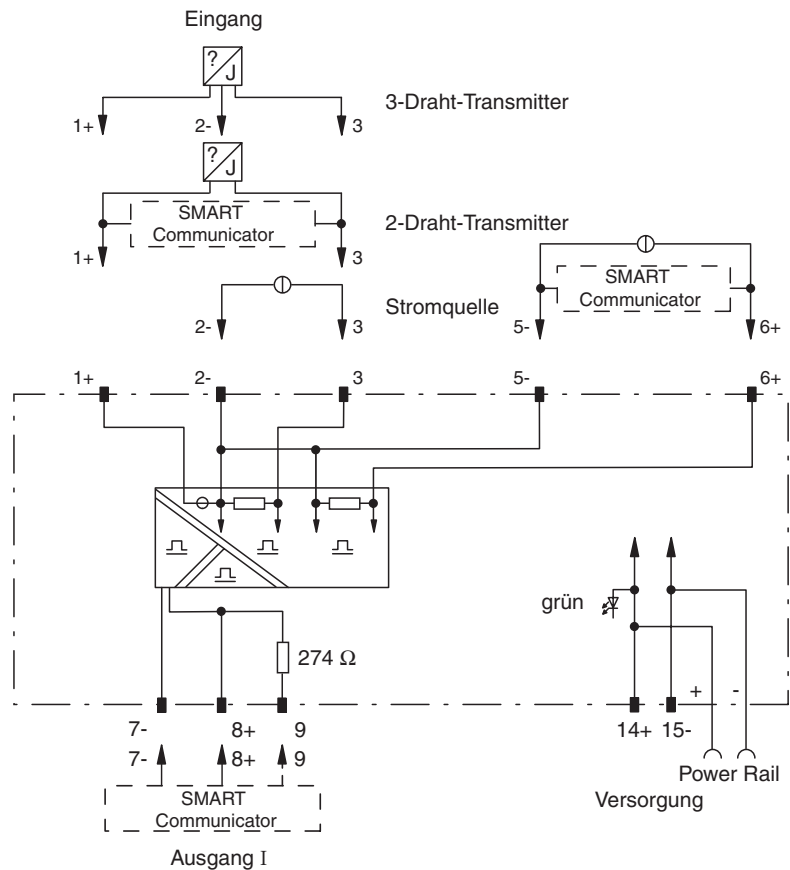 Eingang
?
J
3-Draht-Transmitter
1+
2-
3
?
J
SMART
Communicator
2-Draht-Transmitter
1+
3
SMART
Communicator
Stromquelle
2-
3
5-
6+
1+
2-
3
5-
6+
grün
274 Ω
+
-
7-
8+
9
14+
15-
7-
8+
9
Power Rail
SMART
Communicator
Versorgung
Ausgang I